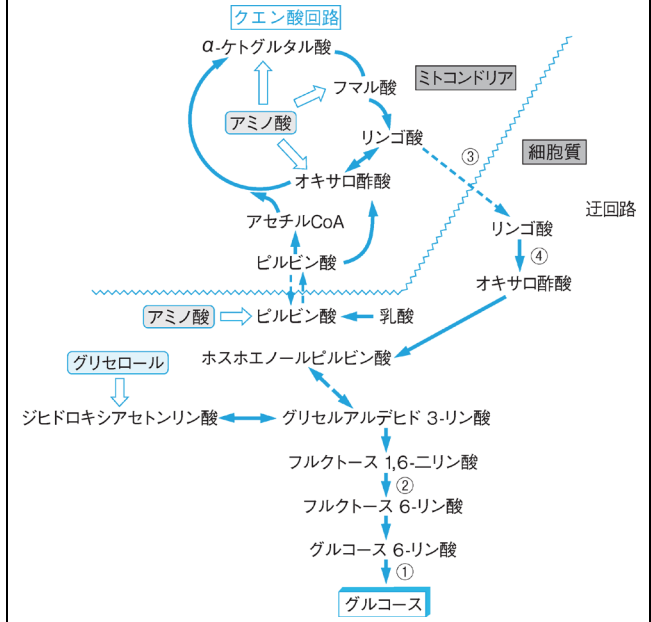 クエン酸回路
α-ケトグルタル酸
フマル酸
ミトコンドリア
アミノ酸
リンゴ酸
③
細胞質
オキサロ酢酸
アセチルCoA
リンゴ酸
迂回路
④
ピルビン酸
オキサロ酢酸
アミノ酸
ピルビン酸
乳酸
ホスホエノールピルビン酸
グリセロール
ジヒドロキシアセトンリン酸
グリセルアルデヒド 3-リン酸
フルクトース 1,6-二リン酸
②
フルクトース 6-リン酸
グルコース 6-リン酸
①
グルコース